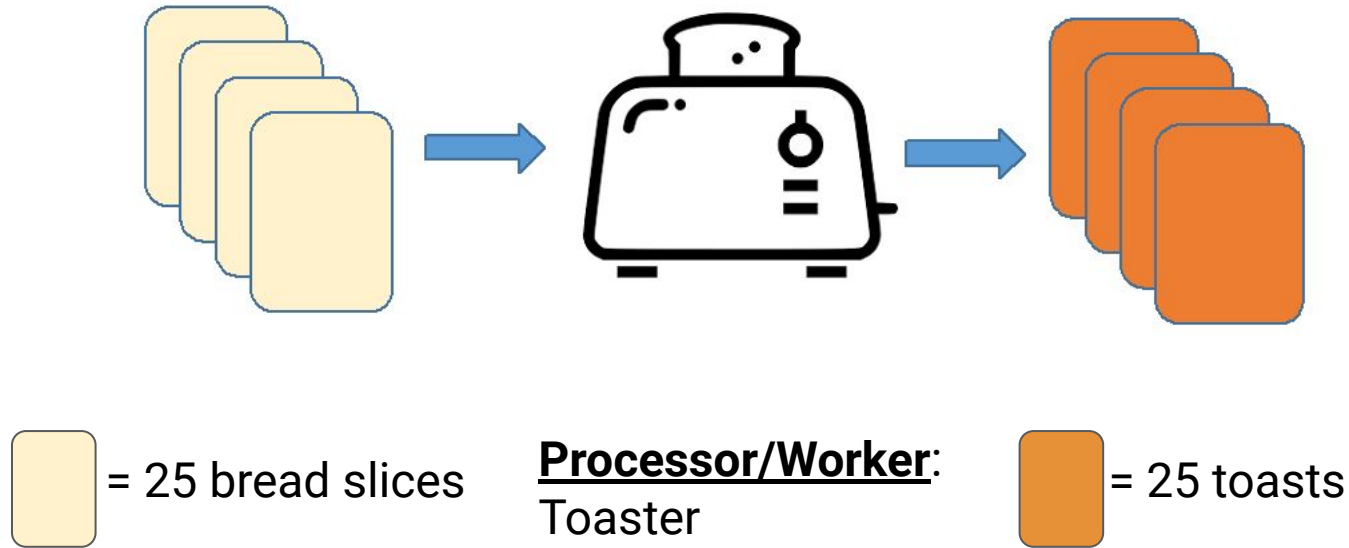 = 25 bread slices
Processor/Worker:
Toaster
= 25 toasts